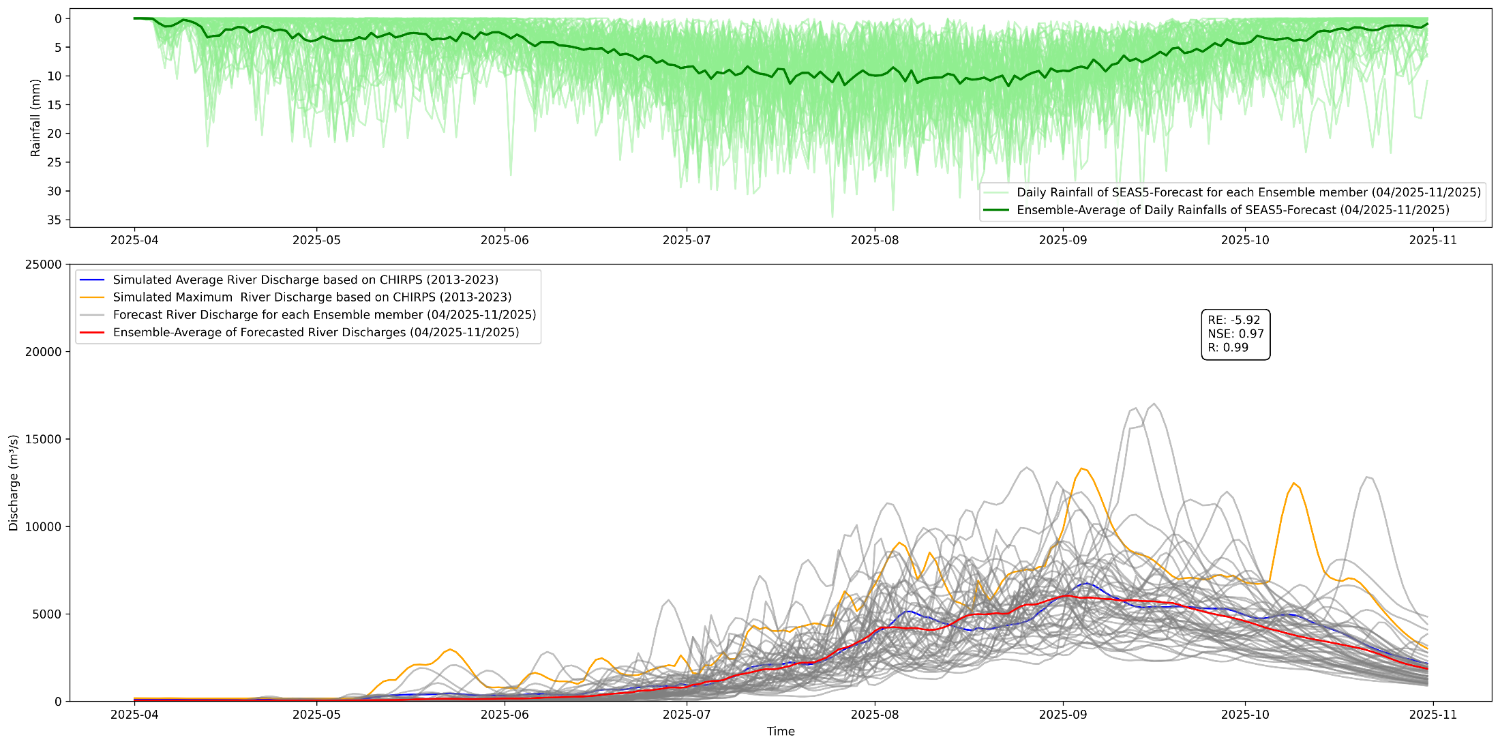 0
5
10
15
20
25
30
35
Rainfall (mm)
Daily Rainfall of SEAS5-Forecast for each Ensemble member (04/2025-11/2025)
Ensemble-Average of Daily Rainfalls of SEAS5-Forecast (04/2025-11/2025)
2025-04 2025-05 2025-06 2025-07 2025-08 2025-09 2025-10 2025-11
25000
20000
15000
10000
5000
0
Discharge (m³/s)
Simulated Average River Discharge based on CHIRPS (2013-2023)
Simulated Maximum  River Discharge based on CHIRPS (2013-2023)
Forecast River Discharge for each Ensemble member (04/2025-11/2025)
Ensemble-Average of Forecasted River Discharges (04/2025-11/2025)
RE: -5.92
NSE: 0.97
R: 0.99
2025-04 2025-05 2025-06 2025-07 2025-08 2025-09 2025-10 2025-11
Time